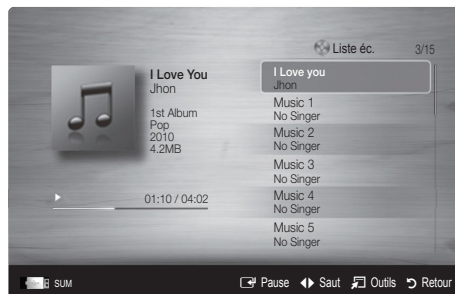 Liste éc. 3/15
I Love You
Jhon
1st Album
Pop
2010
4.2MB
01:10 / 04:02
I Love you
Jhon
Music 1
No Singer
Music 2
No Singer
Music 3
No Singer
Music 4
No Singer
Music 5
No Singer
SUM Pause Saut Outils Retour